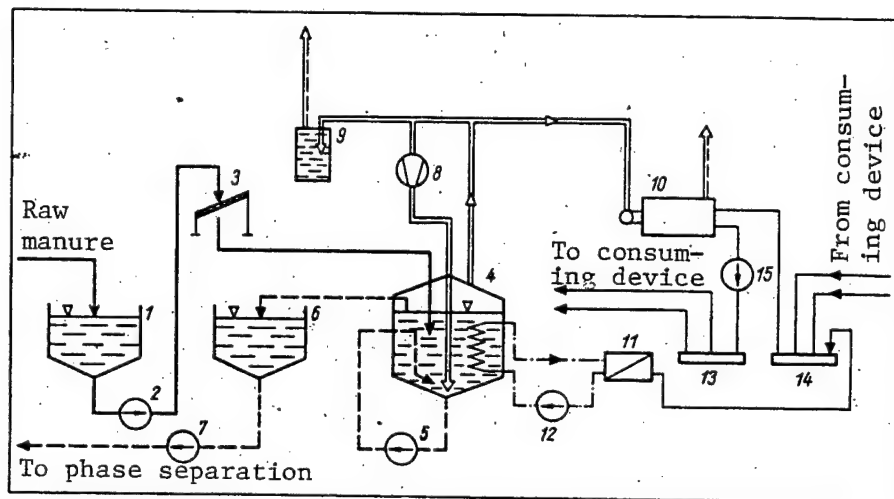 9
3
8
10
From consum-
ing device
Raw
manure
To consum-
ing device
15
4
1
6
11
13
14
2
12
7
5
To phase separation